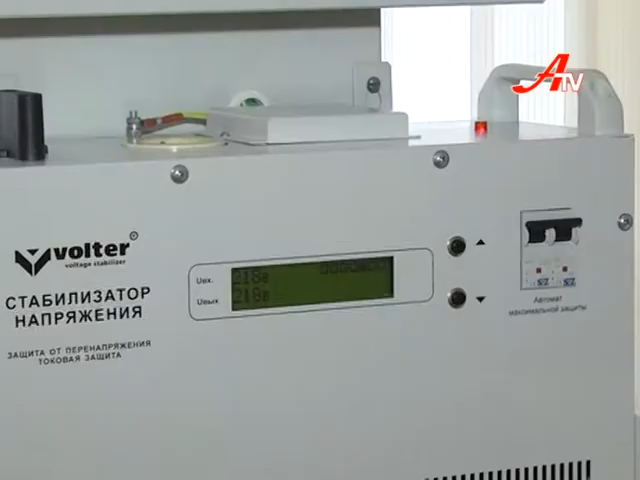 ATV
volter®
voltage stabilizer
СТАБИЛИЗАТОР
НАПРЯЖЕНИЯ
ЗАЩИТА ОТ ПЕРЕНАПРЯЖЕНИЯ
ТОКОВАЯ ЗАЩИТА
Uвх. 218в
Uвых 218в
Автомат
максимальной защиты